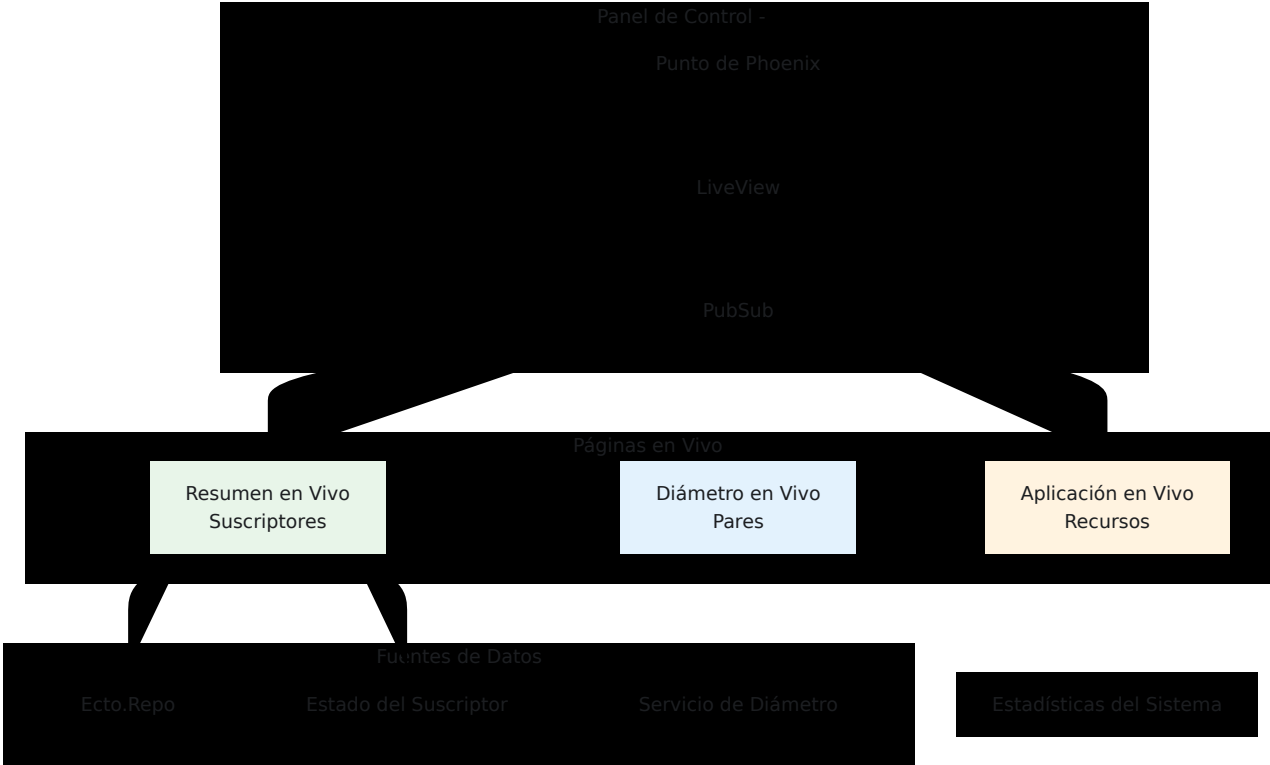 Panel de Control -
Punto de Phoenix
LiveView
PubSub
Páginas en Vivo
Resumen en Vivo
Suscriptores
Diámetro en Vivo
Pares
Aplicación en Vivo
Recursos
Fuentes de Datos
Ecto.Repo
Estado del Suscriptor
Servicio de Diámetro
Estadísticas del Sistema